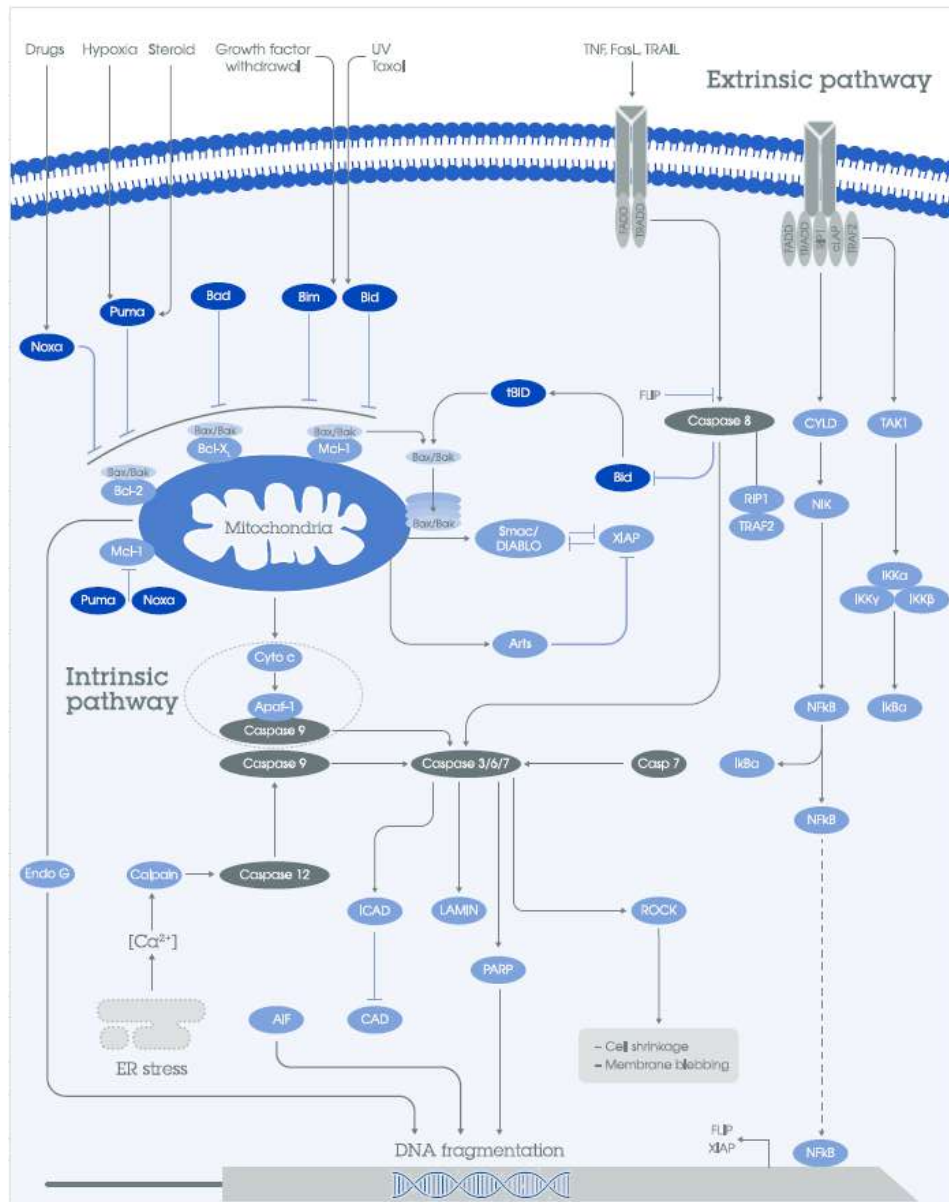 Drugs
Hypoxia
Steroid
Growth factor
withdrawal
UV
Taxol
TNF, FasL, TRAIL
Extrinsic pathway
FADD
TRADD
FADD
TRADD
RIP1
cIAP
TRAF2
Puma
Noxa
Bad
Bim
Bid
tBID
FLIP
Caspase 8
CYLD
TAK1
Bax/Bak
Bcl-XL
Bax/Bak
Mcl-1
Bax/Bak
Bax/Bak
Bcl-2
Bid
RIP1
TRAF2
NIK
Mitochondria
Bax/Bak
Smac/
DIABLO
XIAP
Mcl-1
Puma
Noxa
IKKα
IKKγ
IKKβ
Arts
Cyto c
Intrinsic
pathway
Apaf-1
Caspase 9
NFkB
IkBα
Caspase 9
Caspase 3/6/7
Casp 7
IkBα
NFkB
Endo G
Calpain
Caspase 12
ICAD
LAMIN
ROCK
[Ca²⁺]
PARP
AIF
CAD
ER stress
– Cell shrinkage
– Membrane blebbing
DNA fragmentation
FLIP
XIAP
NFkB